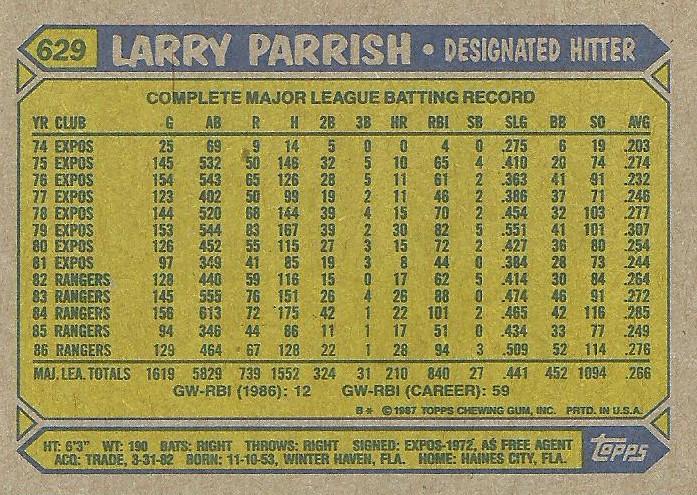 629 LARRY PARRISH • DESIGNATED HITTER
COMPLETE MAJOR LEAGUE BATTING RECORD
YR CLUB G AB R H 2B 3B HR RBI SB SLG BB SO AVG
74 EXPOS 25 69 9 14 5 0 0 4 0 .275 6 19 .203
75 EXPOS 145 532 50 146 32 5 10 65 4 .410 20 74 .274
76 EXPOS 154 543 65 126 28 5 11 61 2 .363 41 91 .232
77 EXPOS 123 402 50 99 19 2 11 46 2 .386 37 71 .246
78 EXPOS 144 520 68 144 39 4 15 70 2 .454 32 103 .277
79 EXPOS 153 544 83 167 39 2 30 82 5 .551 41 101 .307
80 EXPOS 126 452 55 115 27 3 15 72 2 .427 36 80 .254
81 EXPOS 97 349 41 85 19 3 8 44 0 .384 28 73 .244
82 RANGERS 128 440 59 116 15 0 17 62 5 .414 30 84 .264
83 RANGERS 145 555 76 151 26 4 26 88 0 .474 46 91 .272
84 RANGERS 156 613 72 175 42 1 22 101 2 .465 42 116 .285
85 RANGERS 94 346 44 86 11 1 17 51 0 .434 33 77 .249
86 RANGERS 129 464 67 128 22 1 28 94 3 .509 52 114 .276
MAJ. LEA. TOTALS 1619 5829 739 1552 324 31 210 840 27 .441 452 1094 .266
GW-RBI (1986): 12 GW-RBI (CAREER): 59
B* © 1987 TOPPS CHEWING GUM, INC. PRTD. IN U.S.A.
HT: 6'3" WT: 190 BATS: RIGHT THROWS: RIGHT SIGNED: EXPOS-1972, AS FREE AGENT
ACQ: TRADE, 3-31-82 BORN: 11-10-53, WINTER HAVEN, FLA. HOME: HAINES CITY, FLA.
topps